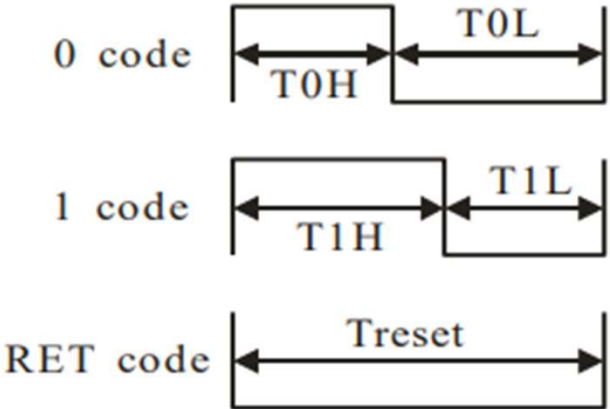 0 code
T0H
T0L
1 code
T1H
T1L
RET code
Treset